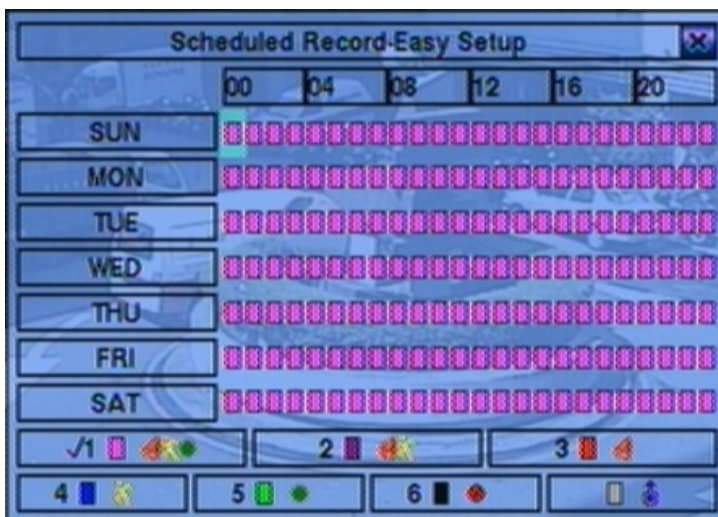 Scheduled Record-Easy Setup
00 04 08 12 16 20
SUN
MON
TUE
WED
THU
FRI
SAT
√1 2 3
4 5 6